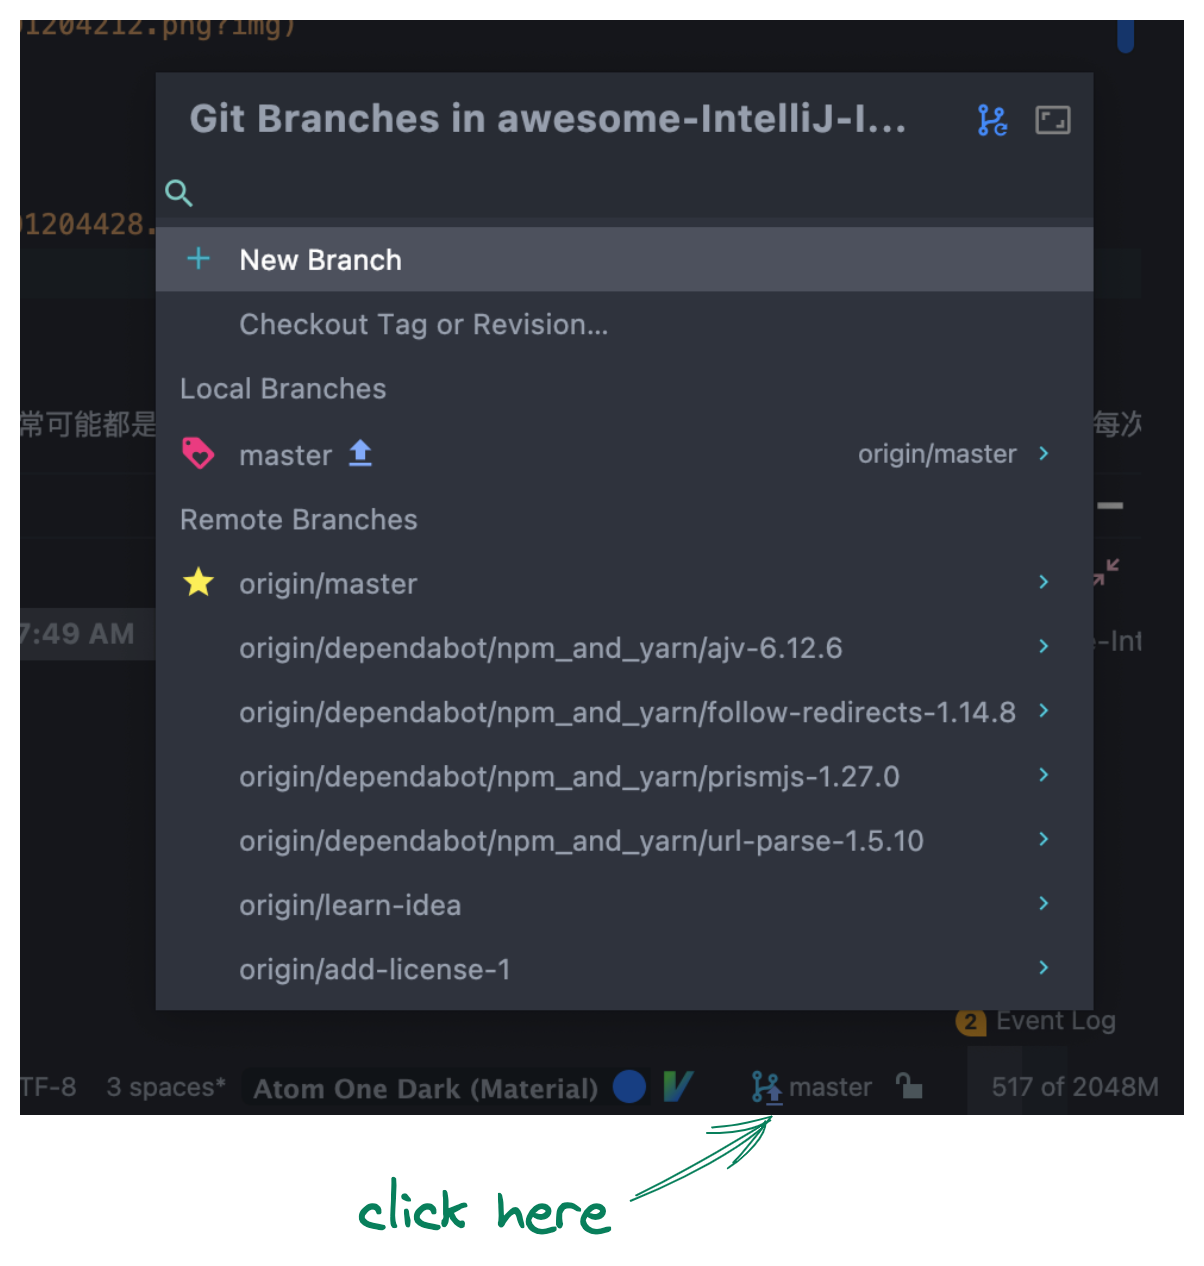 01204212.png?img)
Git Branches in awesome-IntelliJ-I...
01204428.
New Branch
Checkout Tag or Revision...
Local Branches
常可能都是
每次
master origin/master
Remote Branches
origin/master
7:49 AM
origin/dependabot/npm_and_yarn/ajv-6.12.6
e-Int
origin/dependabot/npm_and_yarn/follow-redirects-1.14.8
origin/dependabot/npm_and_yarn/prismjs-1.27.0
origin/dependabot/npm_and_yarn/url-parse-1.5.10
origin/learn-idea
origin/add-license-1
2 Event Log
TF-8 3 spaces* Atom One Dark (Material) master 517 of 2048M
click here